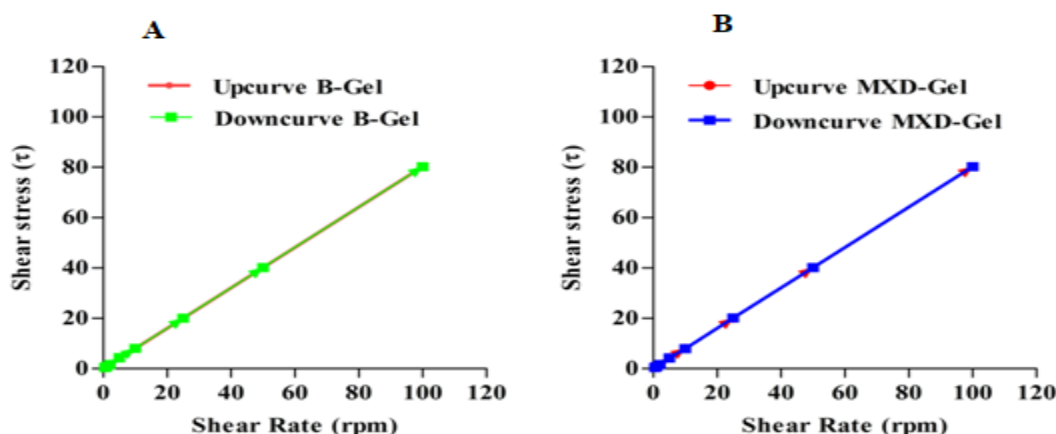 A
120
100
80
60
40
20
0
Shear stress (τ)
Upcurve B-Gel
Downcurve B-Gel
0 20 40 60 80 100 120
Shear Rate (rpm)
B
120
100
80
60
40
20
0
Shear stress (τ)
Upcurve MXD-Gel
Downcurve MXD-Gel
0 20 40 60 80 100 120
Shear Rate (rpm)